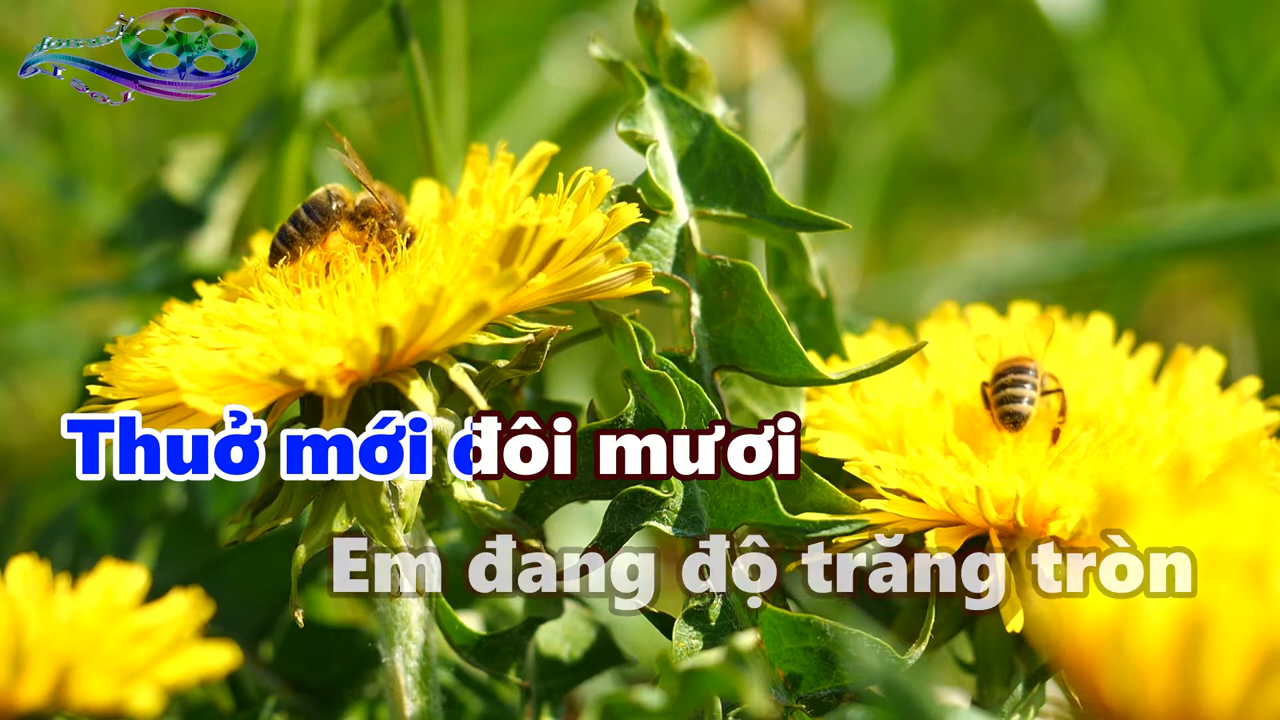 Thuở mới đôi mươi
Em đang độ trăng tròn